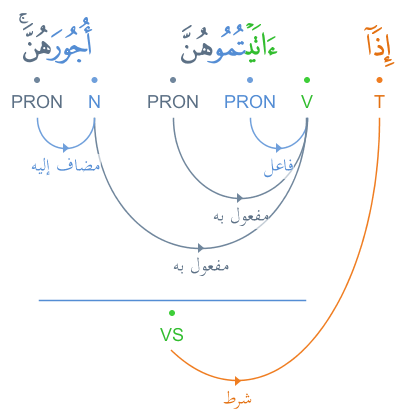 إِذَآ ءَاتَيْتُمُوهُنَّ أُجُورَهُنَّ ۚ
T V PRON PRON N PRON
فاعل
مضاف إليه
مفعول به
مفعول به
VS
شرط